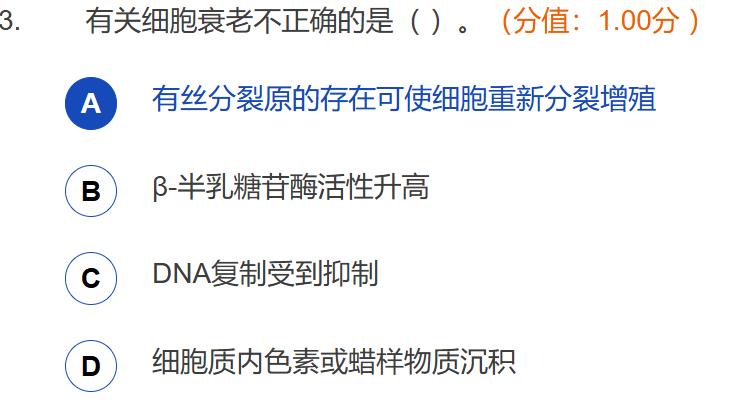 3. 有关细胞衰老不正确的是（ ）。（分值：1.00分 ）
A 有丝分裂原的存在可使细胞重新分裂增殖
B β-半乳糖苷酶活性升高
C DNA复制受到抑制
D 细胞质内色素或蜡样物质沉积